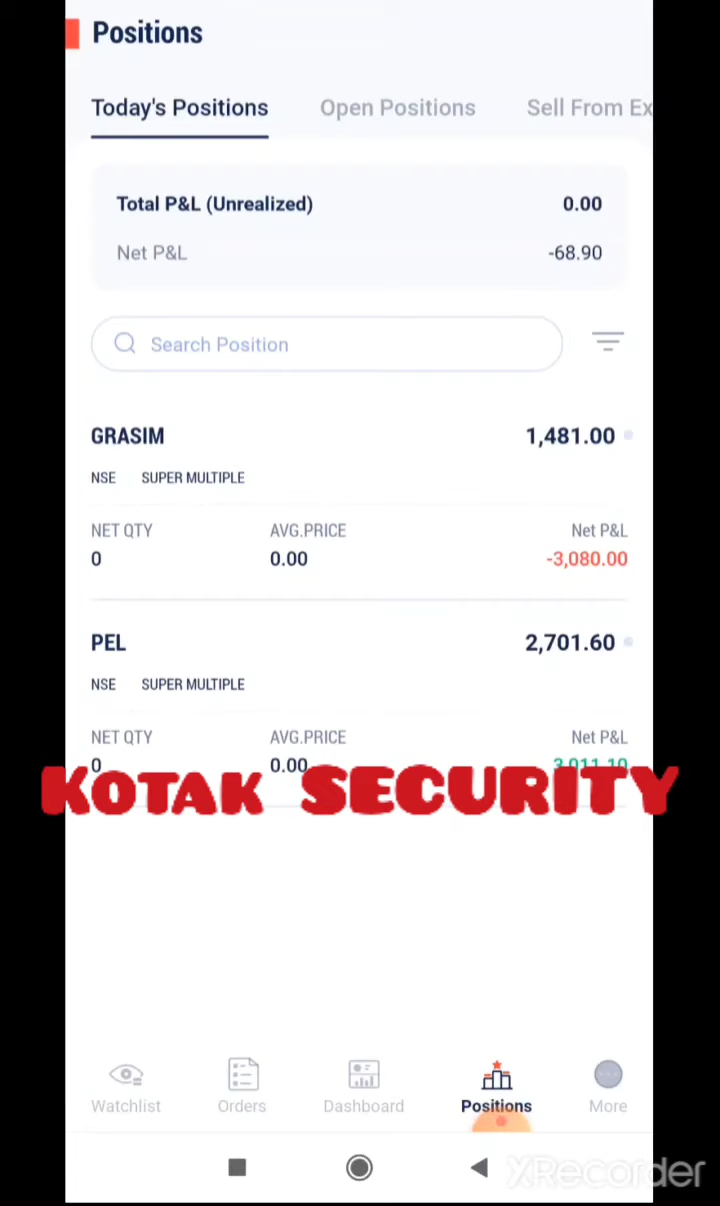 Positions
Today's Positions Open Positions Sell From Ex
Total P&L (Unrealized) 0.00
Net P&L -68.90
Search Position
GRASIM 1,481.00
NSE SUPER MULTIPLE
NET QTY AVG.PRICE Net P&L
0 0.00 -3,080.00
PEL 2,701.60
NSE SUPER MULTIPLE
NET QTY AVG.PRICE Net P&L
0 0.00 3,011.10
KOTAK SECURITY
Watchlist Orders Dashboard Positions More
XRecorder